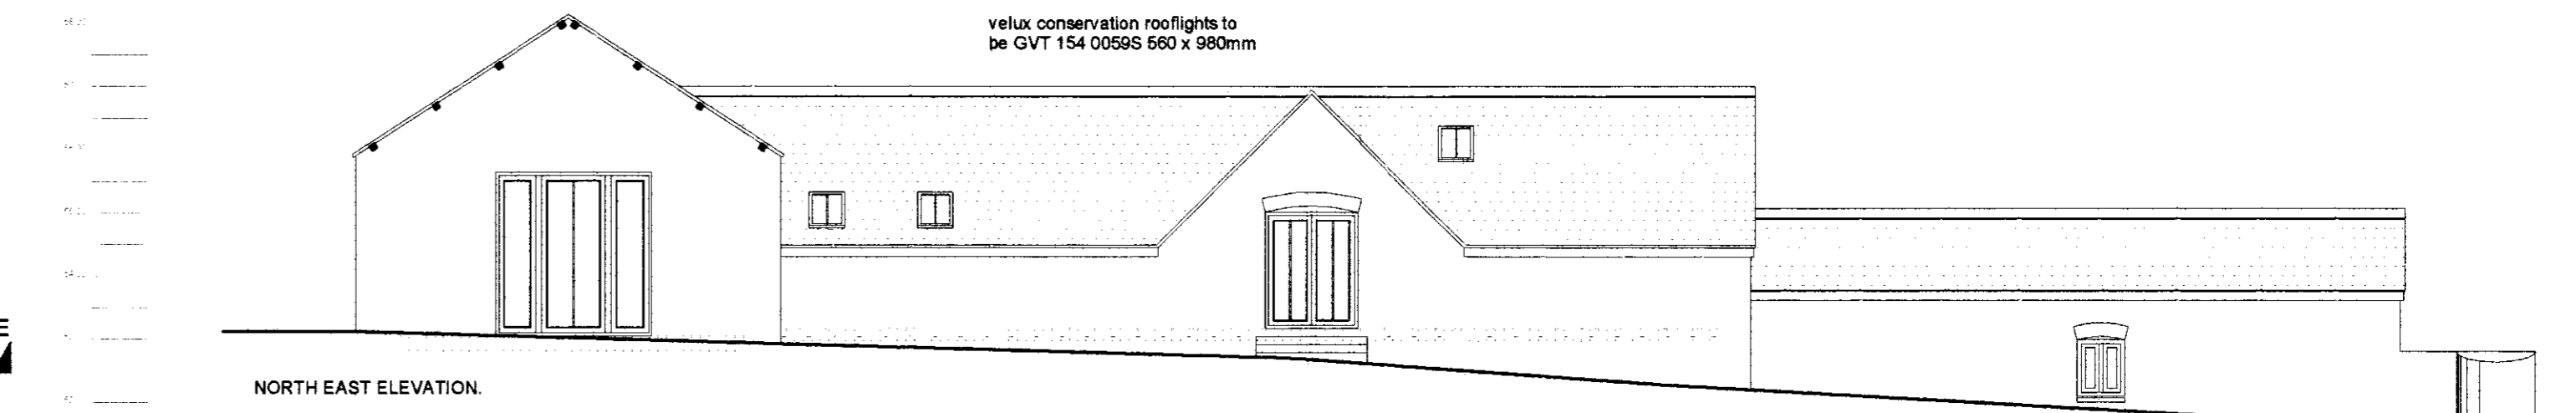 velux conservation rooflights to
be GVT 154 0059S 560 x 980mm
NORTH EAST ELEVATION.